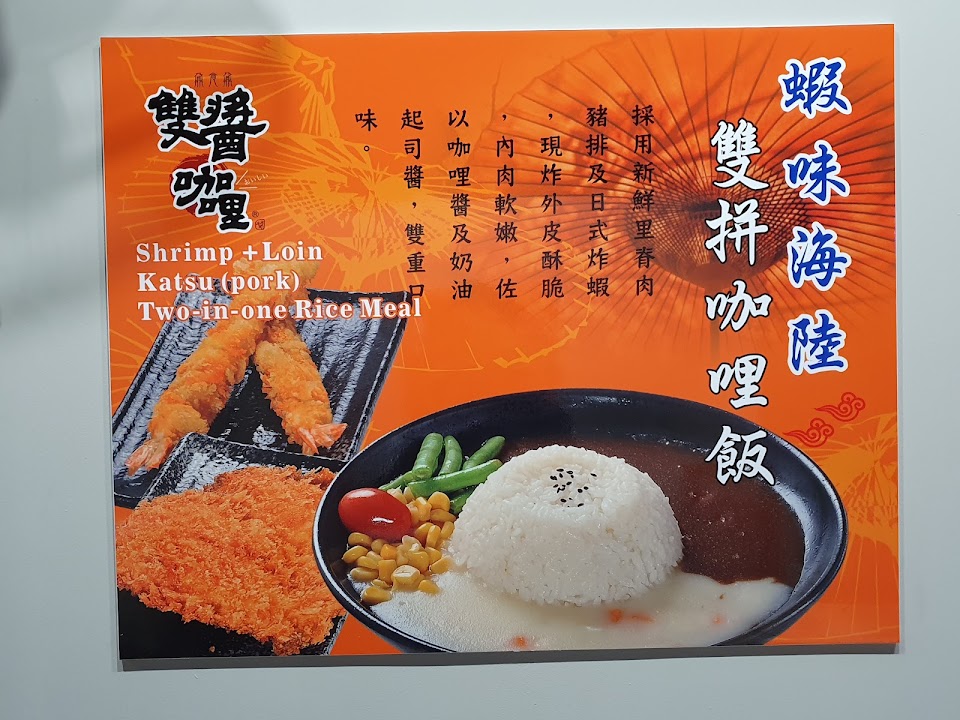 蝦味海陸
雙拼咖哩飯
採用新鮮里脊肉
豬排及日式炸蝦
，現炸外皮酥脆
，內肉軟嫩，佐
以咖哩醬及奶油
起司醬，雙重口
味。
雙醬
咖哩
Shrimp + Loin
Katsu (pork)
Two-in-one Rice Meal